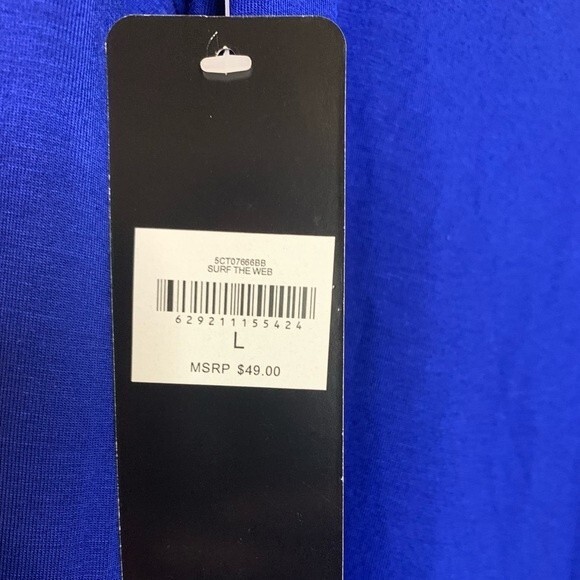 5CT07666BB
SURF THE WEB
629211155424
L
MSRP $49.00